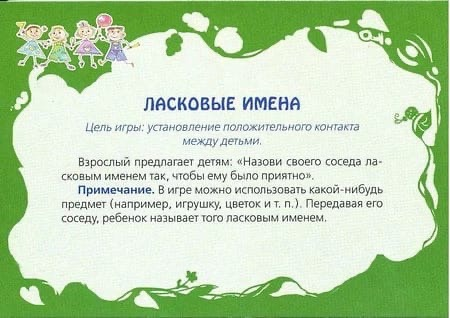 ЛАСКОВЫЕ ИМЕНА
Цель игры: установление положительного контакта
между детьми.
Взрослый предлагает детям: «Назови своего соседа ла-
сковым именем так, чтобы ему было приятно».
Примечание. В игре можно использовать какой-нибудь
предмет (например, игрушку, цветок и т. п.). Передавая его
соседу, ребенок называет того ласковым именем.